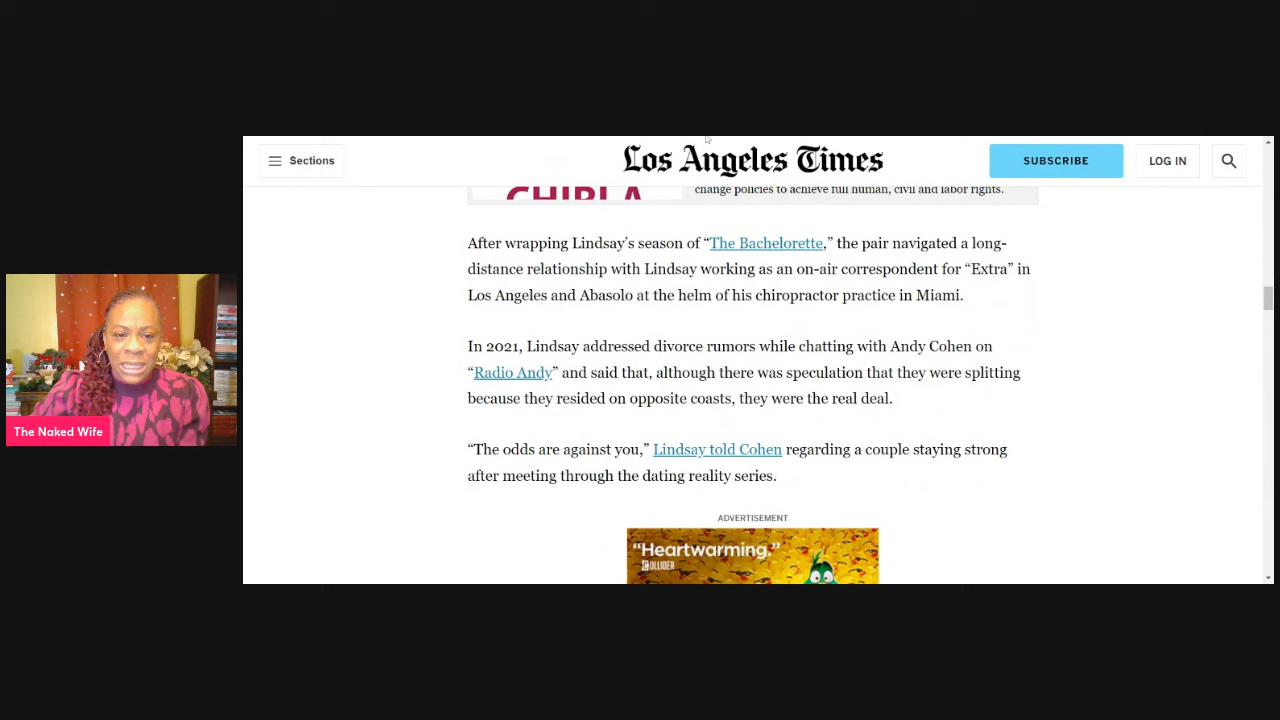 Sections
Los Angeles Times
SUBSCRIBE
LOG IN
CHIRLA
change policies to achieve full human, civil and labor rights.
After wrapping Lindsay’s season of “The Bachelorette,” the pair navigated a long-
distance relationship with Lindsay working as an on-air correspondent for “Extra” in
Los Angeles and Abasolo at the helm of his chiropractor practice in Miami.
In 2021, Lindsay addressed divorce rumors while chatting with Andy Cohen on
“Radio Andy” and said that, although there was speculation that they were splitting
because they resided on opposite coasts, they were the real deal.
“The odds are against you,” Lindsay told Cohen regarding a couple staying strong
after meeting through the dating reality series.
ADVERTISEMENT
“Heartwarming.”
COLLIDER
The Naked Wife